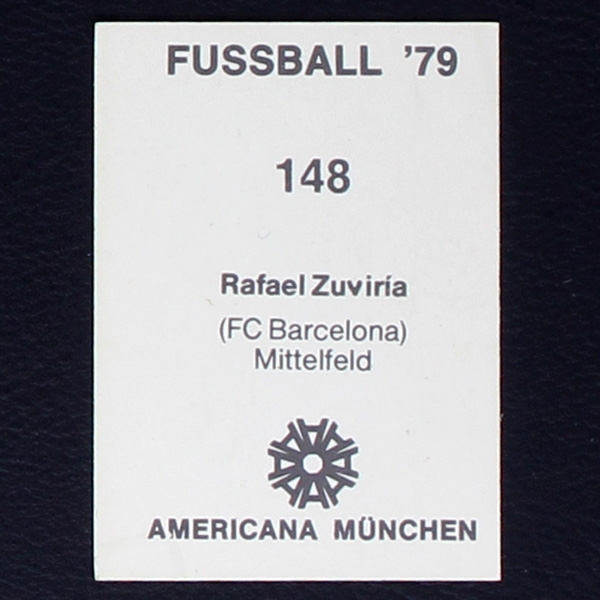 FUSSBALL '79
148
Rafael Zuviría
(FC Barcelona)
Mittelfeld
AMERICANA MÜNCHEN